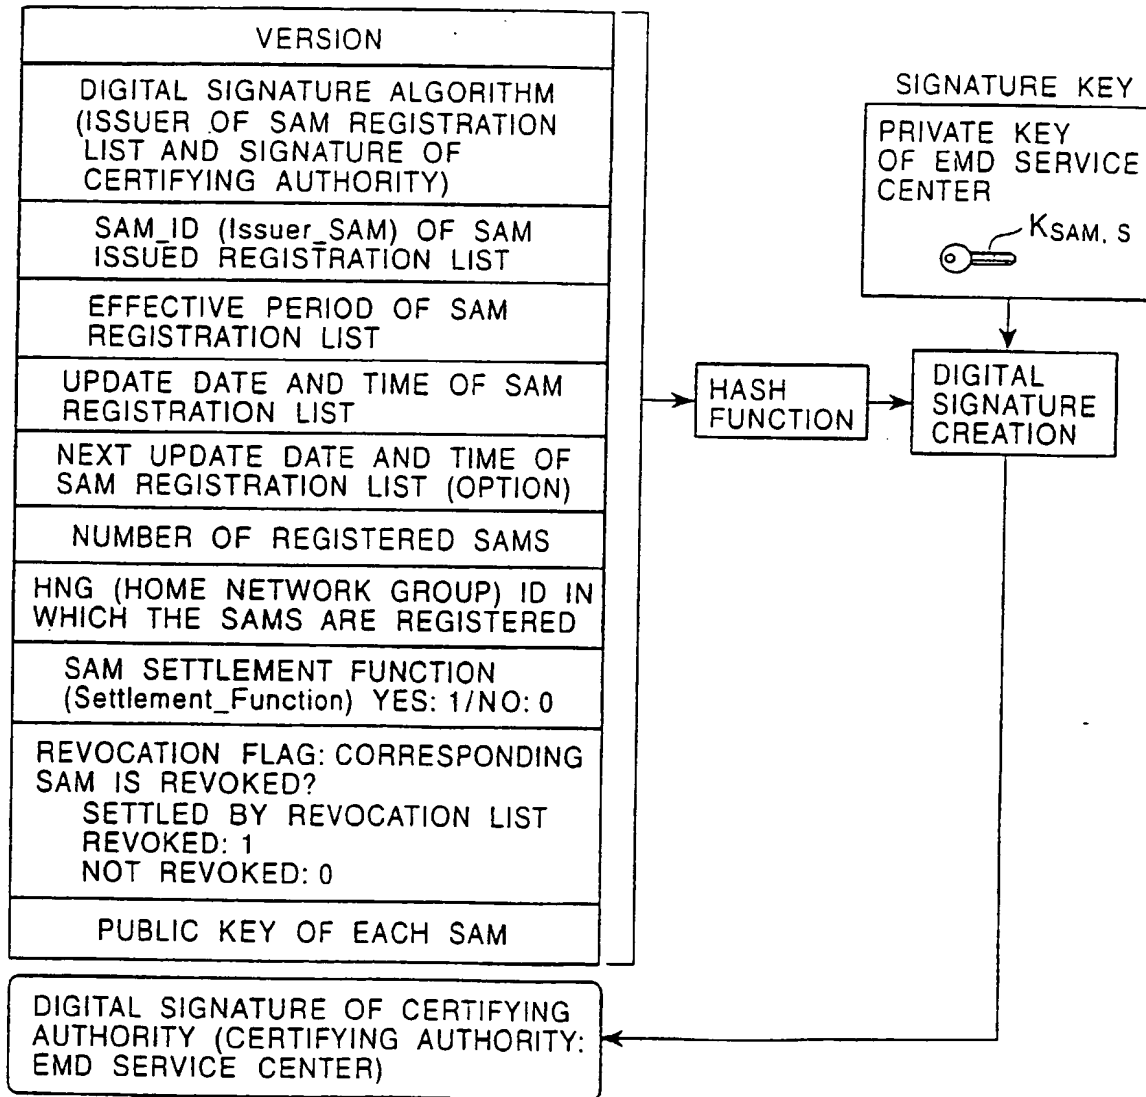 VERSION
DIGITAL SIGNATURE ALGORITHM
(ISSUER OF SAM REGISTRATION
LIST AND SIGNATURE OF
CERTIFYING AUTHORITY)
SAM_ID (Issuer_SAM) OF SAM
ISSUED REGISTRATION LIST
EFFECTIVE PERIOD OF SAM
REGISTRATION LIST
UPDATE DATE AND TIME OF SAM
REGISTRATION LIST
NEXT UPDATE DATE AND TIME OF
SAM REGISTRATION LIST (OPTION)
NUMBER OF REGISTERED SAMS
HNG (HOME NETWORK GROUP) ID IN
WHICH THE SAMS ARE REGISTERED
SAM SETTLEMENT FUNCTION
(Settlement_Function) YES: 1/NO: 0
REVOCATION FLAG: CORRESPONDING
SAM IS REVOKED?
SETTLED BY REVOCATION LIST
REVOKED: 1
NOT REVOKED: 0
PUBLIC KEY OF EACH SAM
DIGITAL SIGNATURE OF CERTIFYING
AUTHORITY (CERTIFYING AUTHORITY:
EMD SERVICE CENTER)
HASH
FUNCTION
SIGNATURE KEY
PRIVATE KEY
OF EMD SERVICE
CENTER
KSAM, S
DIGITAL
SIGNATURE
CREATION